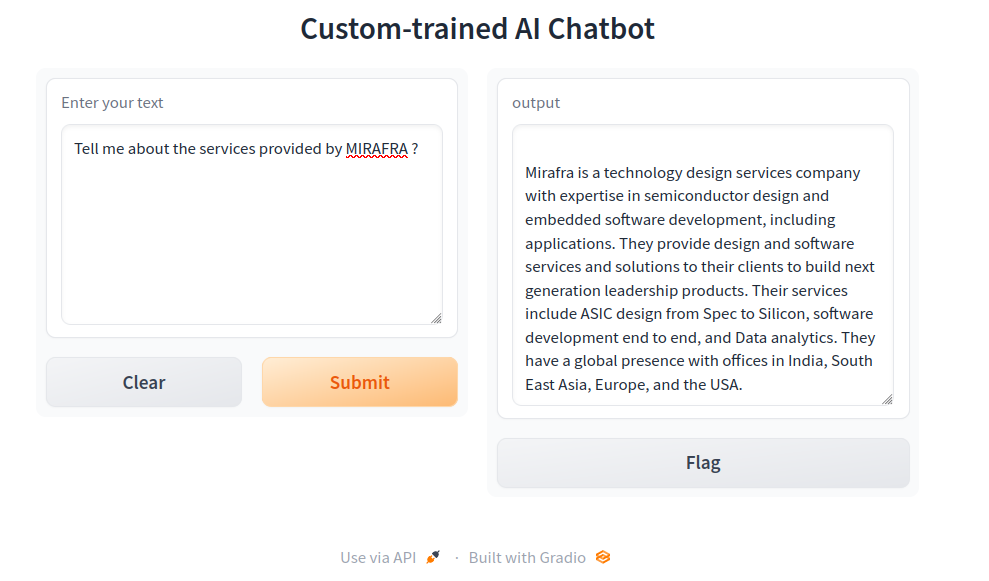 Custom-trained AI Chatbot
Enter your text
Tell me about the services provided by MIRAFRA ?
Clear
Submit
output
Mirafra is a technology design services company
with expertise in semiconductor design and
embedded software development, including
applications. They provide design and software
services and solutions to their clients to build next
generation leadership products. Their services
include ASIC design from Spec to Silicon, software
development end to end, and Data analytics. They
have a global presence with offices in India, South
East Asia, Europe, and the USA.
Flag
Use via API · Built with Gradio